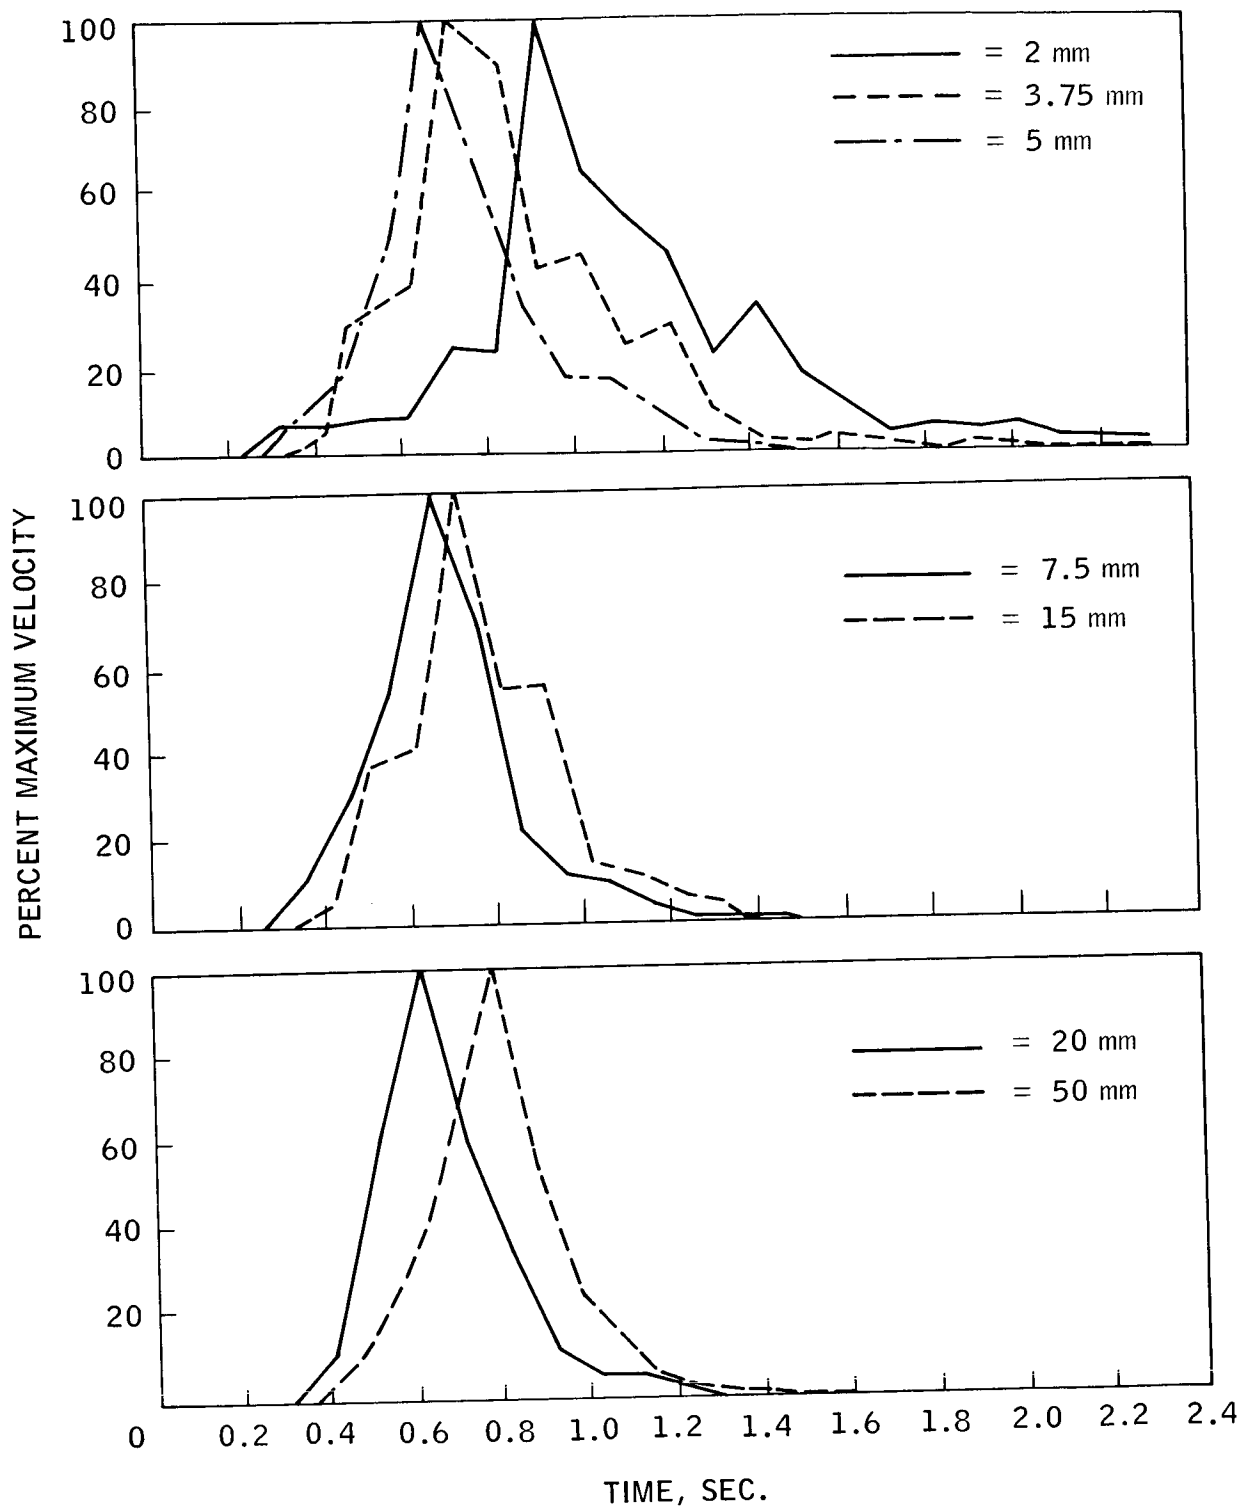 100
80
60
40
20
0
= 2 mm
= 3.75 mm
= 5 mm
PERCENT MAXIMUM VELOCITY
100
80
60
40
20
0
= 7.5 mm
= 15 mm
100
80
60
40
20
= 20 mm
= 50 mm
0 0.2 0.4 0.6 0.8 1.0 1.2 1.4 1.6 1.8 2.0 2.2 2.4
TIME, SEC.